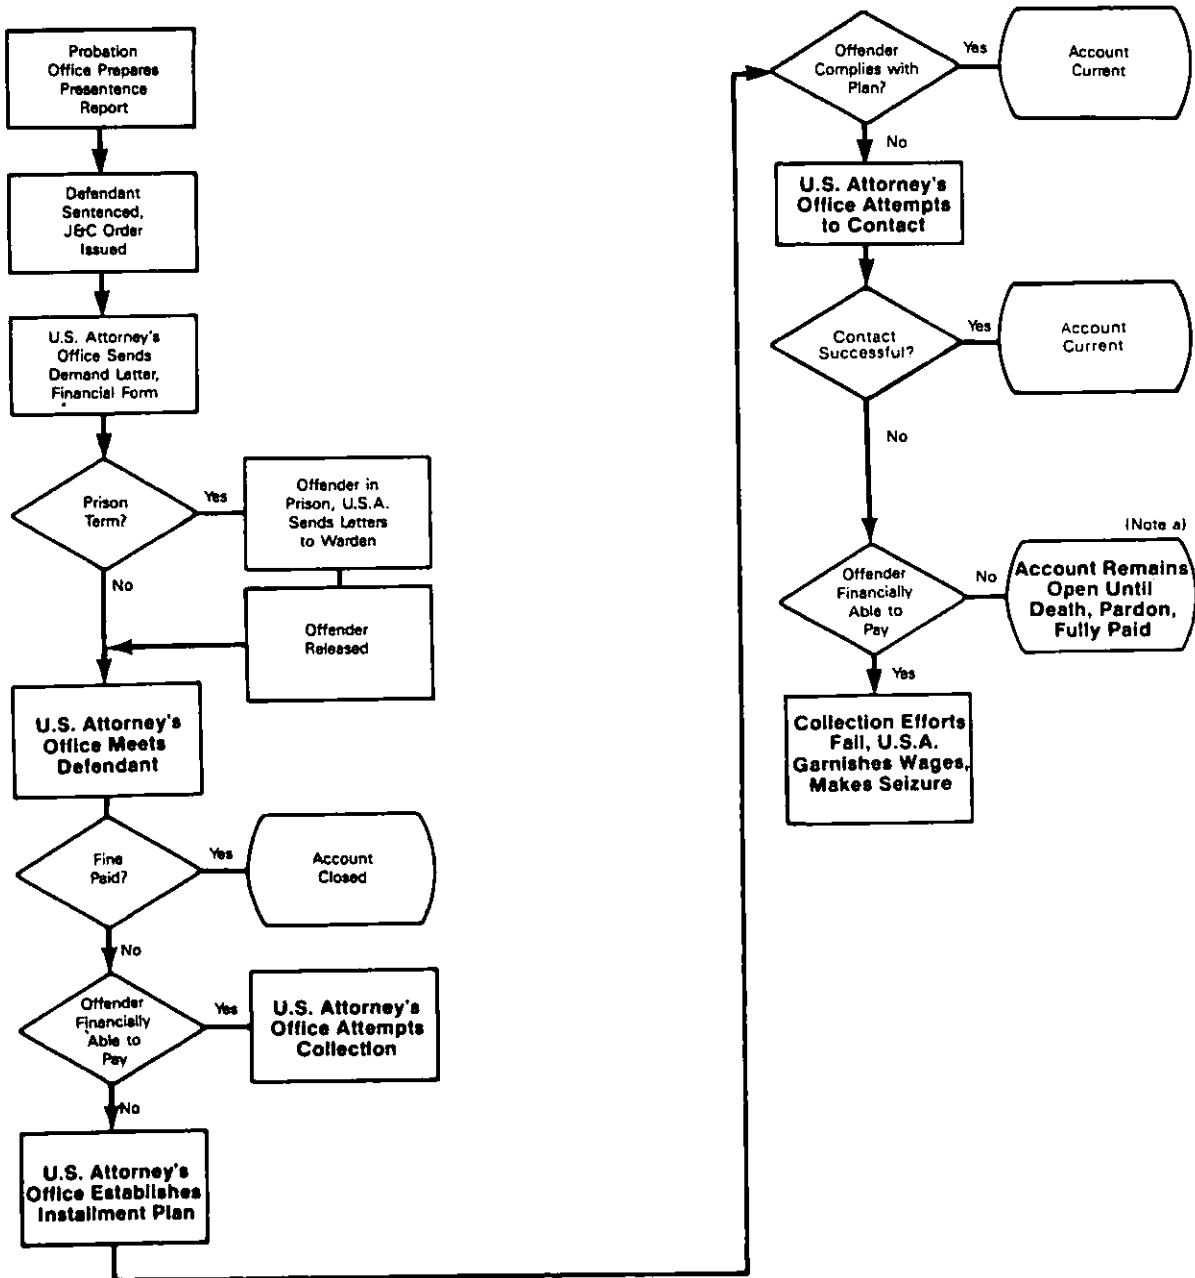 Probation
Office Prepares
Presentence
Report
Defendant
Sentenced,
J&C Order
Issued
U.S. Attorney's
Office Sends
Demand Letter,
Financial Form
Prison
Term?
Yes
Offender in
Prison, U.S.A.
Sends Letters
to Warden
No
Offender
Released
U.S. Attorney's
Office Meets
Defendant
Fine
Paid?
Yes
Account
Closed
No
Offender
Financially
Able to
Pay
Yes
U.S. Attorney's
Office Attempts
Collection
No
U.S. Attorney's
Office Establishes
Installment Plan
Offender
Complies with
Plan?
Yes
Account
Current
No
U.S. Attorney's
Office Attempts
to Contact
Contact
Successful?
Yes
Account
Current
No
Offender
Financially
Able to
Pay
No
(Note a)
Account Remains
Open Until
Death, Pardon,
Fully Paid
Yes
Collection Efforts
Fail, U.S.A.
Garnishes Wages,
Makes Seizure